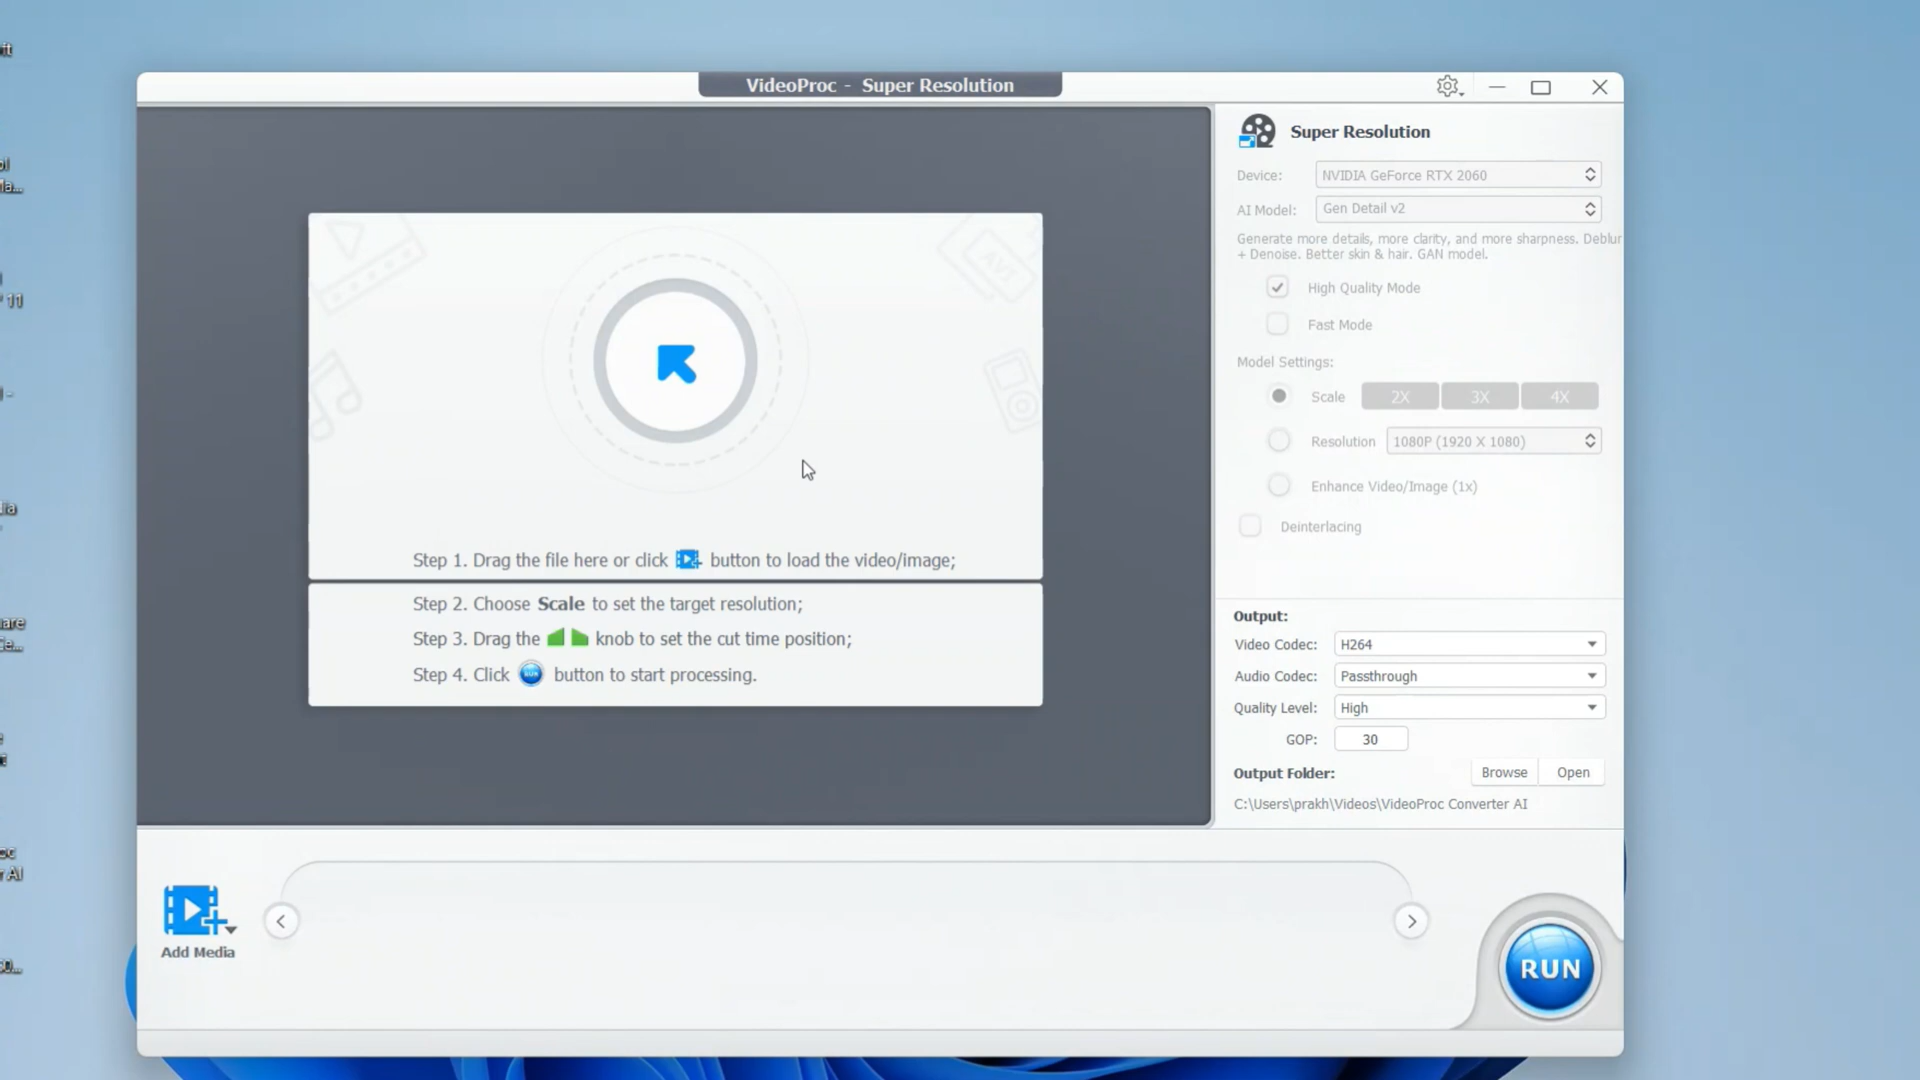 VideoProc - Super Resolution
Super Resolution
Device: NVIDIA GeForce RTX 2060
AI Model: Gen Detail v2
Generate more details, more clarity, and more sharpness. Deblur
+ Denoise. Better skin & hair. GAN model.
High Quality Mode
Fast Mode
Model Settings:
Scale 2X 3X 4X
Resolution 1080P (1920 X 1080)
Enhance Video/Image (1x)
Deinterlacing
Step 1. Drag the file here or click button to load the video/image;
Step 2. Choose Scale to set the target resolution;
Step 3. Drag the knob to set the cut time position;
Step 4. Click RUN button to start processing.
Output:
Video Codec: H264
Audio Codec: Passthrough
Quality Level: High
GOP: 30
Output Folder: Browse Open
C:\Users\prakh\Videos\VideoProc Converter AI
Add Media
RUN